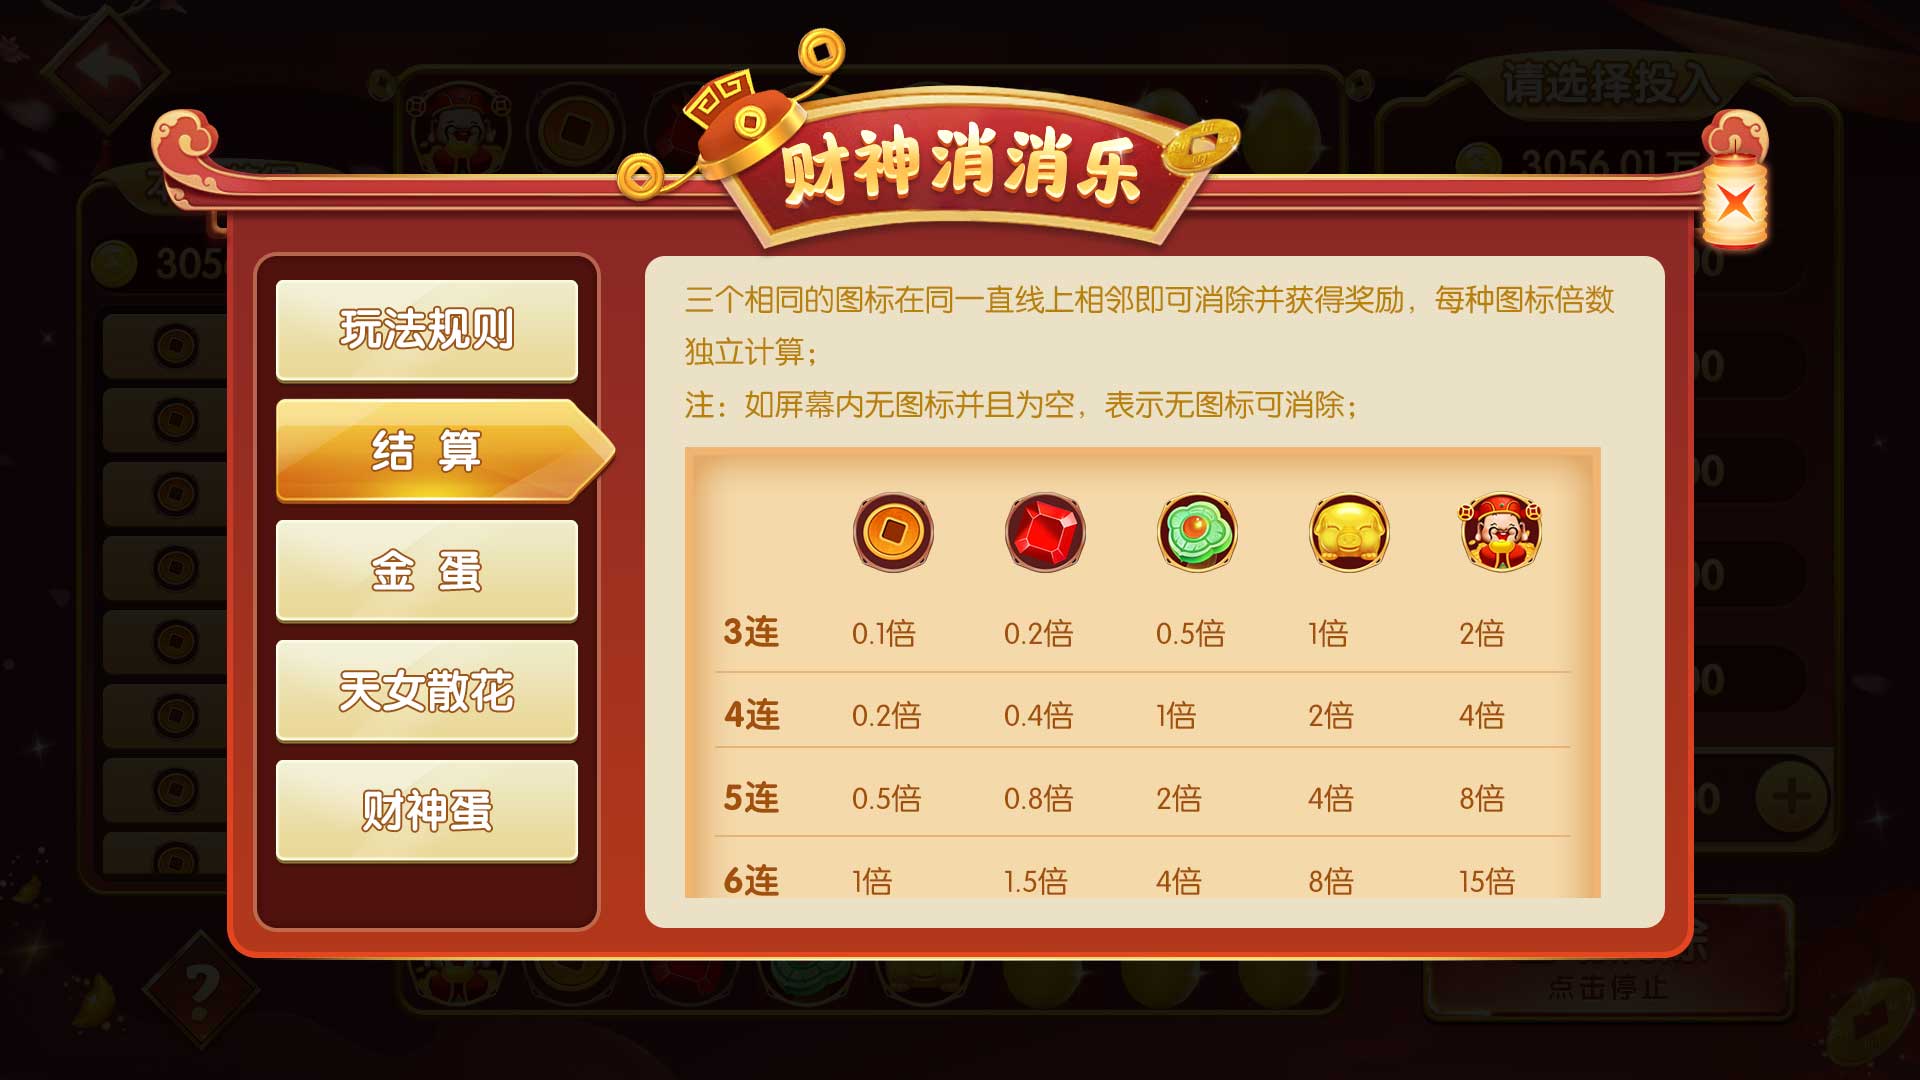 请选择投入
财神消消乐
3056.01万
305
玩法规则
结 算
金 蛋
天女散花
财神蛋
三个相同的图标在同一直线上相邻即可消除并获得奖励，每种图标倍数
独立计算；
注：如屏幕内无图标并且为空，表示无图标可消除；
3连 0.1倍 0.2倍 0.5倍 1倍 2倍
4连 0.2倍 0.4倍 1倍 2倍 4倍
5连 0.5倍 0.8倍 2倍 4倍 8倍
6连 1倍 1.5倍 4倍 8倍 15倍
?
点击停止